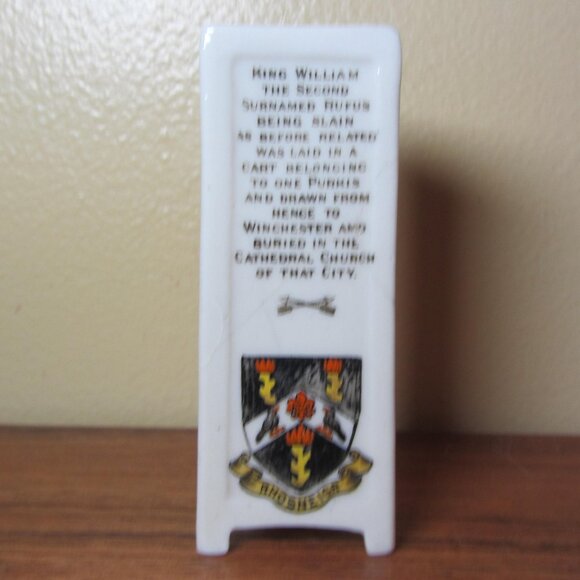 KING WILLIAM
THE SECOND
SURNAMED RUFUS
BEING SLAIN
AS BEFORE RELATED
WAS LAID IN A
CART BELONGING
TO ONE PURKIS
AND DRAWN FROM
HENCE TO
WINCHESTER AND
BURIED IN THE
CATHEDRAL CHURCH
OF THAT CITY.
RHOSNEIGR